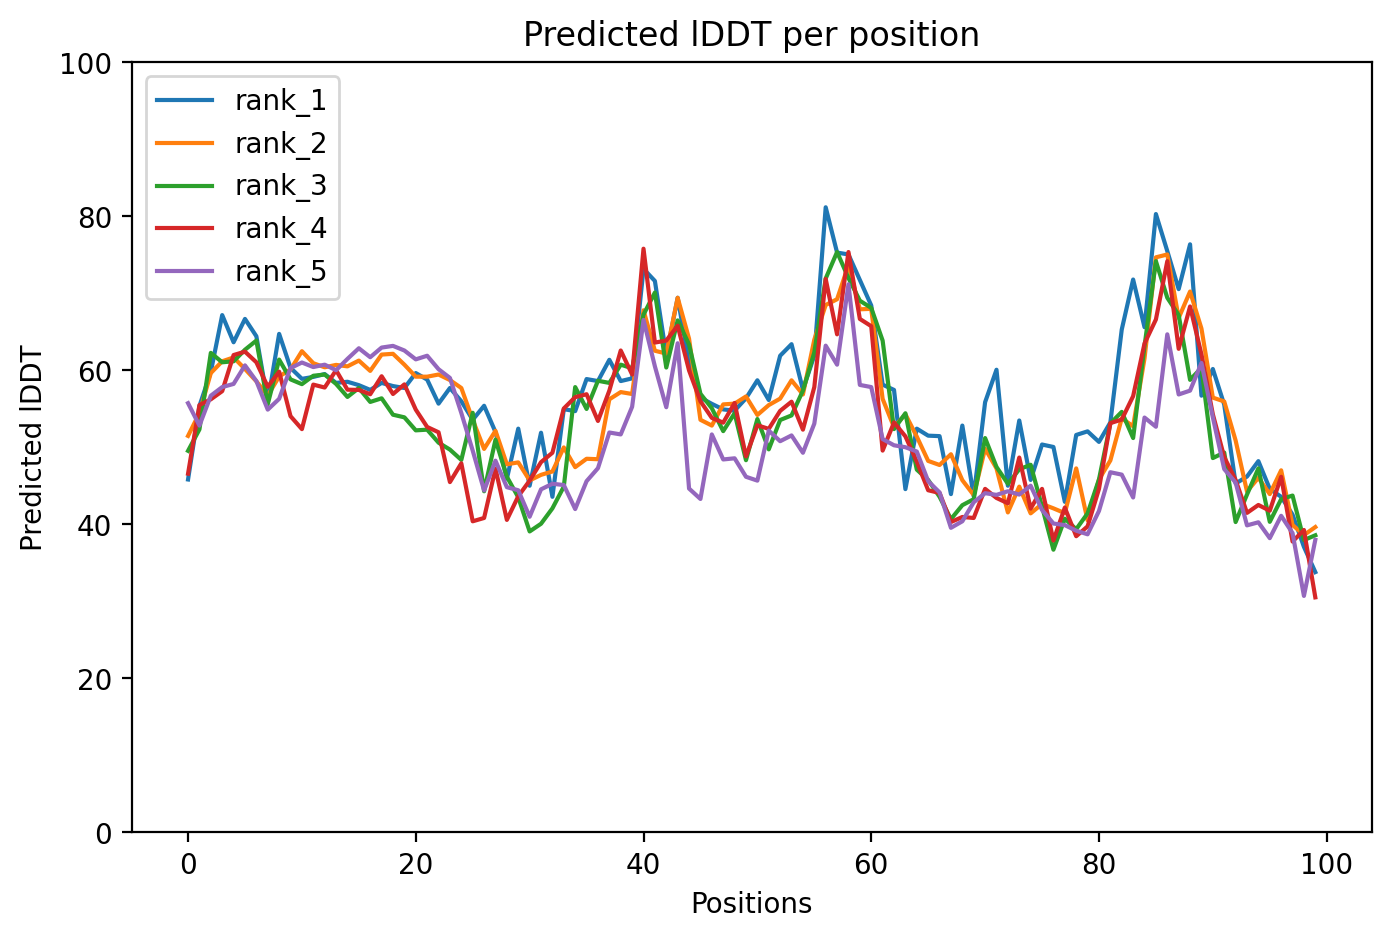 Predicted lDDT per position
100
80
60
40
20
0
Predicted lDDT
rank_1
rank_2
rank_3
rank_4
rank_5
0 20 40 60 80 100
Positions